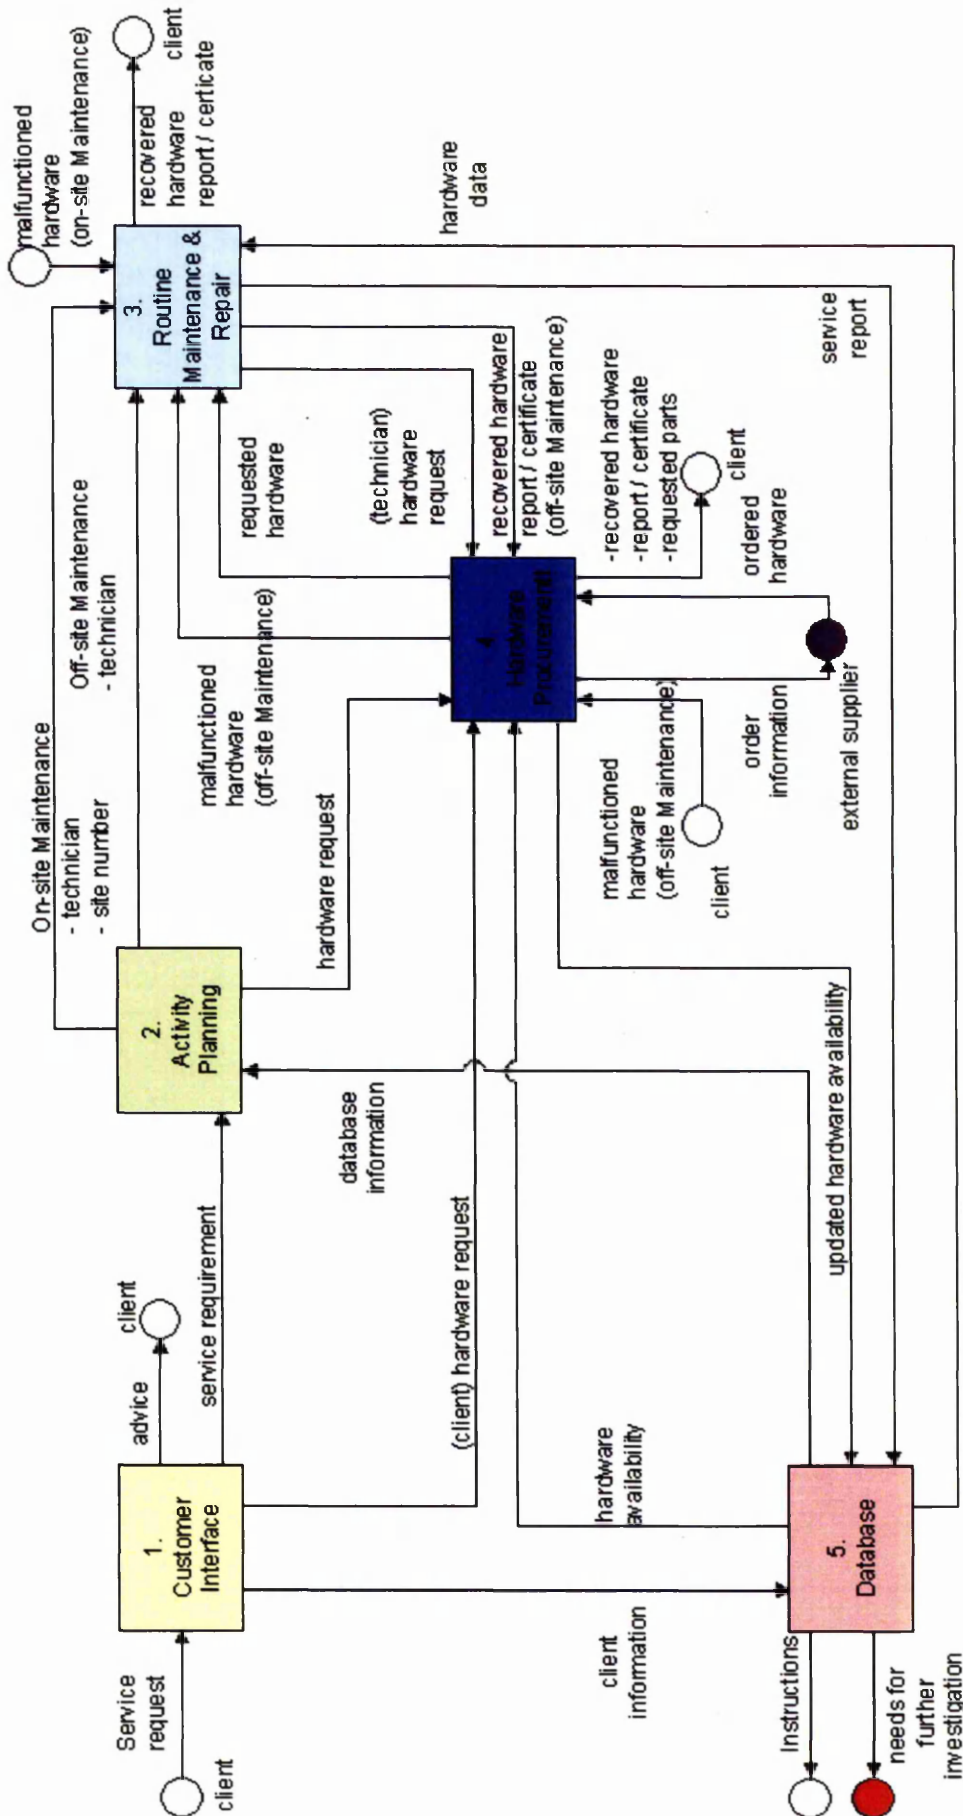 Service
request
client
1.
Customer
Interface
advice
client
service requirement
2.
Activity
Planning
On-site Maintenance
- technician
- site number
Off-site Maintenance
- technician
3.
Routine
Maintenance &
Repair
malfunctioned
hardware
(on-site Maintenance)
recovered
hardware
report / certicate
client
database
information
hardware request
malfunctioned
hardware
(off-site Maintenance)
requested
hardware
(technician)
hardware
request
recovered hardware
report / certificate
(off-site Maintenance)
hardware
data
(client) hardware request
4.
Hardware
Procurement
-recovered hardware
-report / certificate
-requested parts
client
malfunctioned
hardware
(off-site Maintenance)
client
order
information
ordered
hardware
external supplier
service
report
client
information
hardware
availability
updated hardware availability
5.
Database
Instructions
needs for
further
investigation